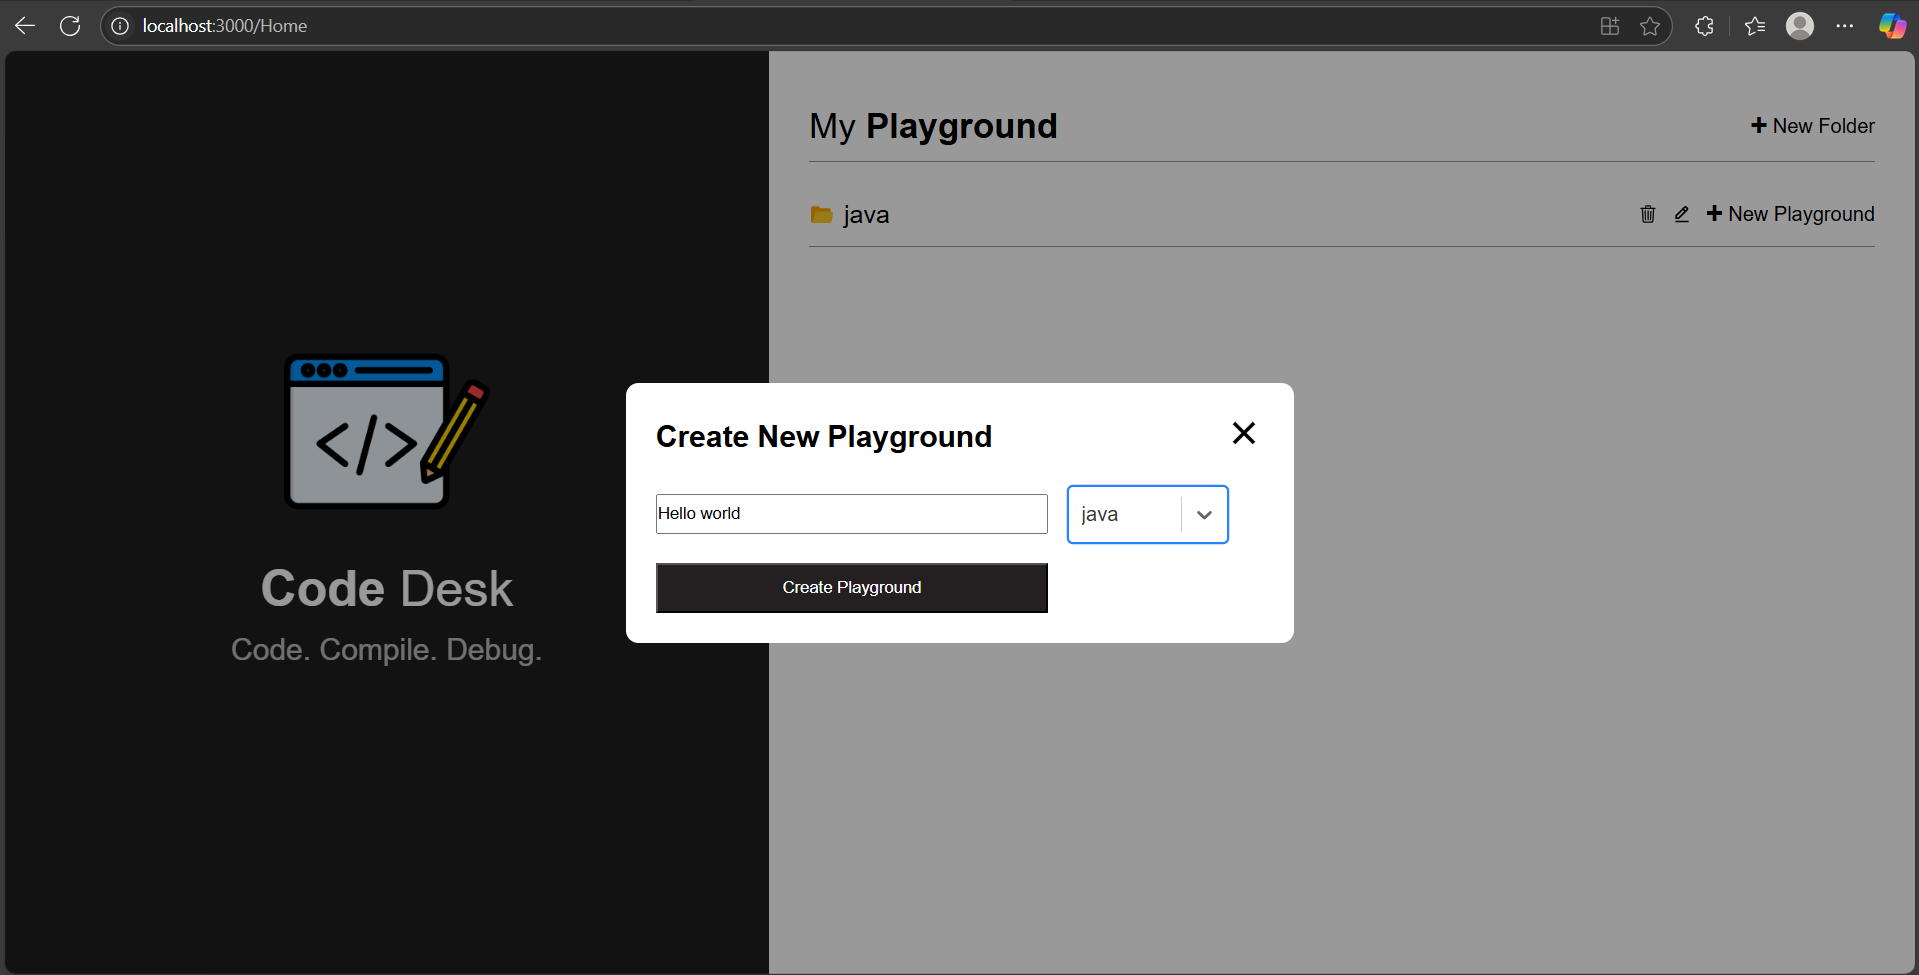 localhost:3000/Home
My Playground
New Folder
java
New Playground
</>
Code Desk
Code. Compile. Debug.
Create New Playground
Hello world
java
Create Playground